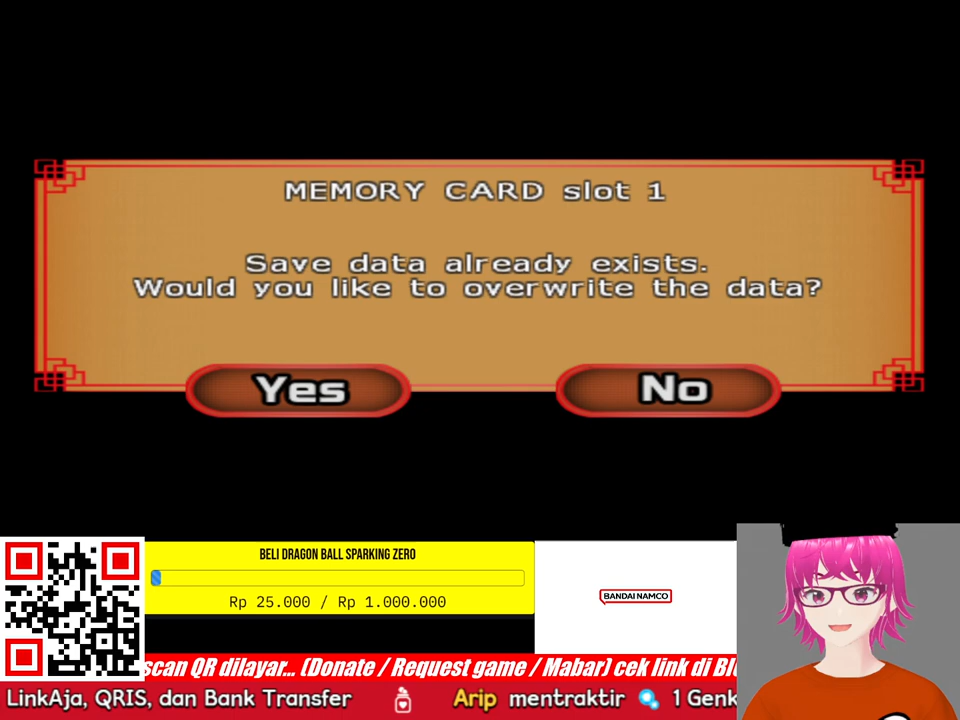 MEMORY CARD slot 1
Save data already exists.
Would you like to overwrite the data?
Yes
No
BELI DRAGON BALL SPARKING ZERO
Rp 25.000 / Rp 1.000.000
BANDAI NAMCO
scan QR dilayar... (Donate / Request game / Mabar) cek link di
LinkAja, QRIS, dan Bank Transfer
Arip mentraktir 1 Genk